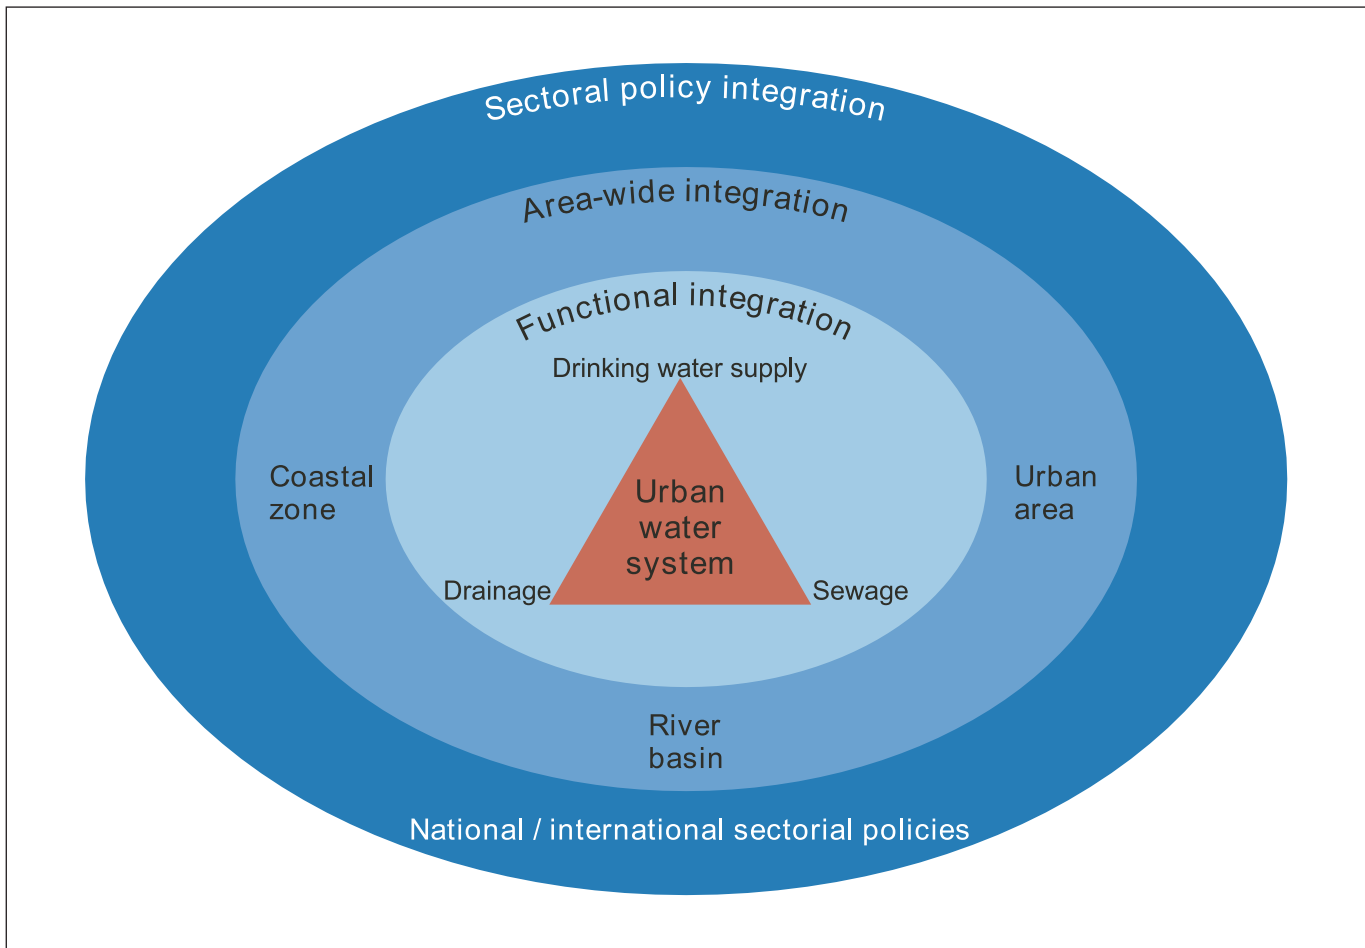 Sectoral policy integration
Area-wide integration
Functional integration
Drinking water supply
Coastal
zone
Urban
water
system
Urban
area
Drainage
Sewage
River
basin
National / international sectorial policies